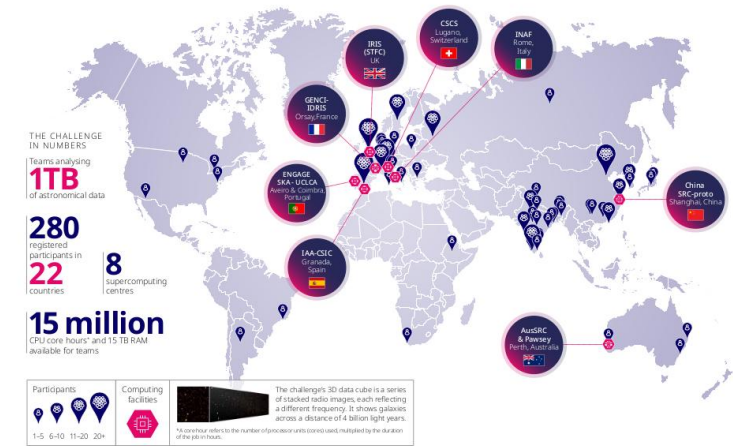 IRIS
(STFC)
UK
CSCS
Lugano,
Switzerland
INAF
Rome,
Italy
GENCI-
IDRIS
Orsay,France
ENGAGE
SKA - UCLCA
Aveiro & Coimbra,
Portugal
IAA-CSIC
Granada,
Spain
China
SRC-proto
Shanghai, China
AusSRC
& Pawsey
Perth, Australia
THE CHALLENGE
IN NUMBERS
Teams analysing
1TB
of astronomical data
280
registered
participants in
22
countries
8
supercomputing
centres
15 million
CPU core hours* and 15 TB RAM
available for teams
Participants
1–5 6–10 11–20 20+
Computing
facilities
The challenge's 3D data cube is a series
of stacked radio images, each reflecting
a different frequency. It shows galaxies
across a distance of 4 billion light years.
*A core hour refers to the number of processor units (cores) used, multiplied by the duration
of the job in hours.